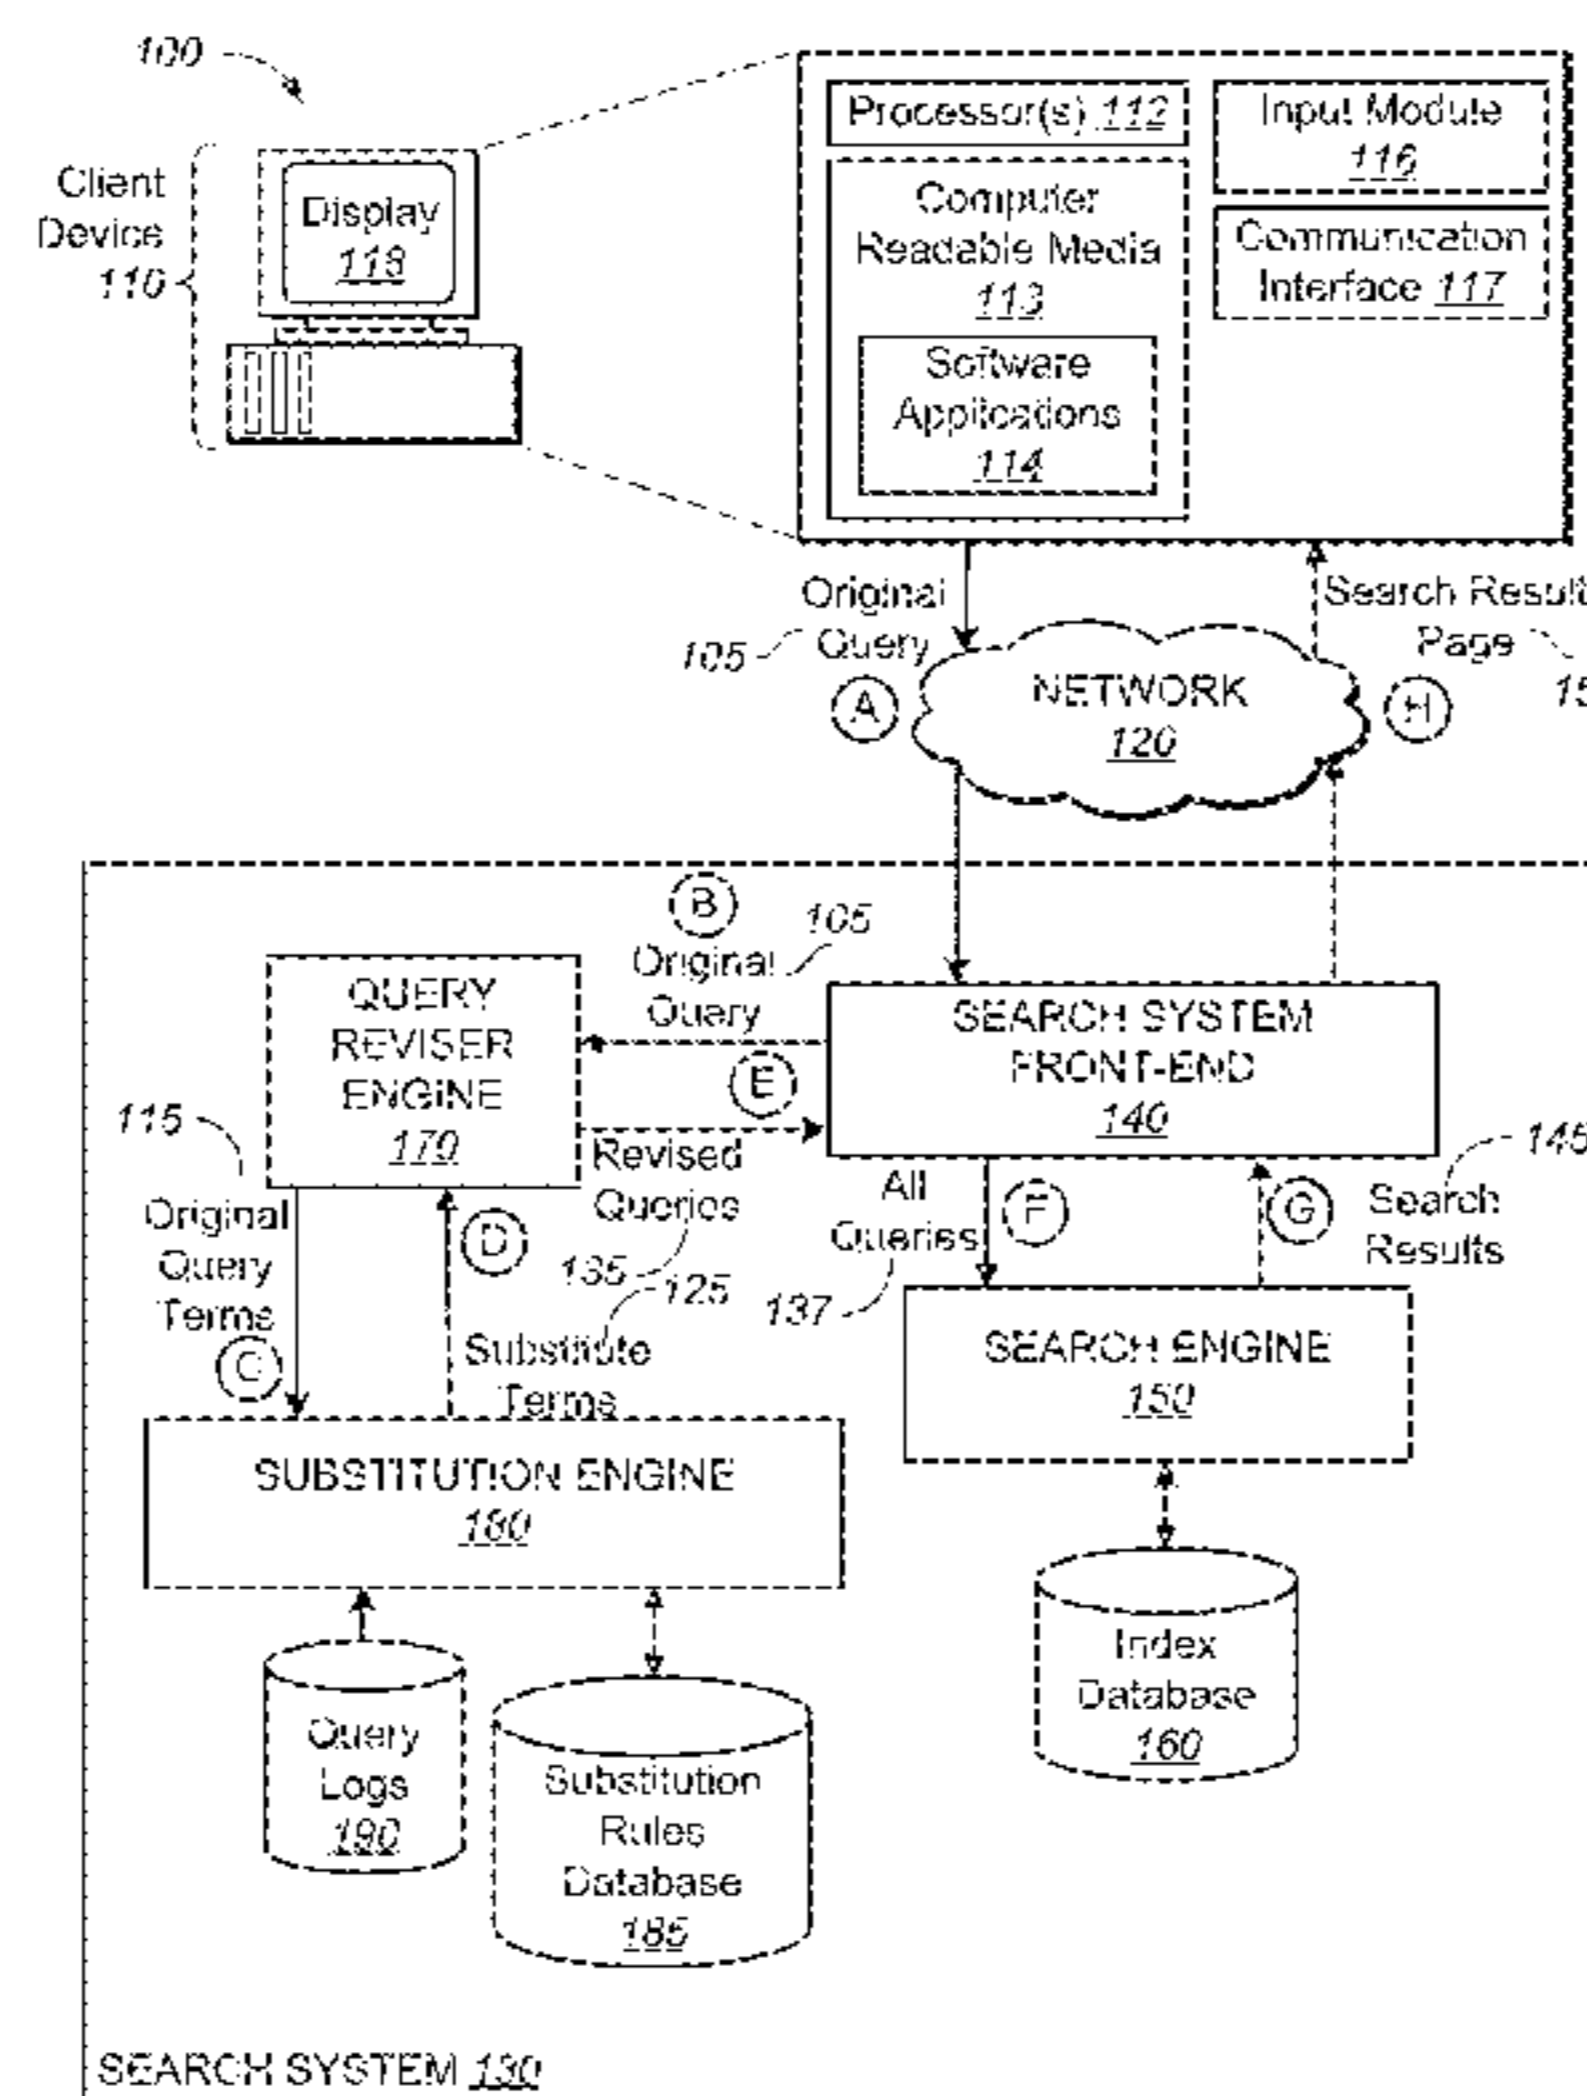 100
Client
Device
110
Display
118
Processor(s) 112
Computer
Readable Media
113
Software
Applications
114
Input Module
116
Communication
Interface 117
Original
Query
105
A
NETWORK
120
Search Result
Page
15
H
B
105
Original
Query
QUERY
REVISER
ENGINE
170
SEARCH SYSTEM
FRONT-END
140
E
Revised
Queries
135
115
Original
Query
Terms
C
D
125
Substitute
Terms
All
Queries
137
F
G
145
Search
Results
SEARCH ENGINE
150
SUBSTITUTION ENGINE
180
Query
Logs
190
Substitution
Rules
Database
185
Index
Database
160
SEARCH SYSTEM 130